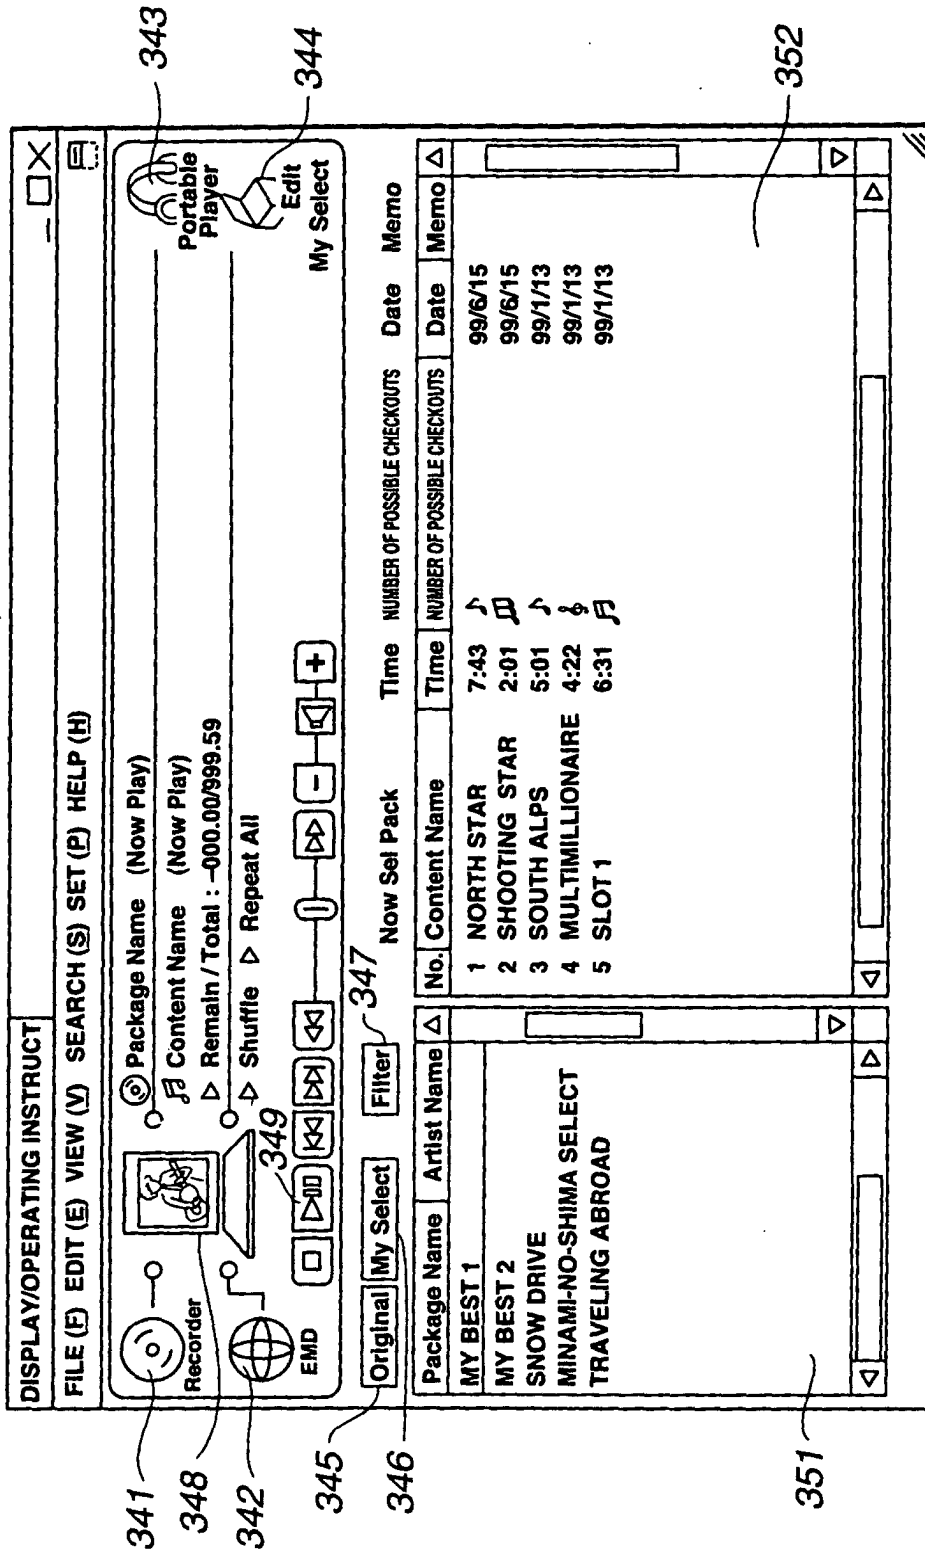 DISPLAY/OPERATING INSTRUCT
FILE (F) EDIT (E) VIEW (V) SEARCH (S) SET (P) HELP (H)
341
348
342
Recorder
EMD
Package Name (Now Play)
Content Name (Now Play)
Remain / Total : -000.00/999.59
Shuffle Repeat All
349
Portable
Player
343
344
Edit
My Select
345
346
347
Original My Select Filter
Now Sel Pack Time NUMBER OF POSSIBLE CHECKOUTS Date Memo
Package Name Artist Name
MY BEST 1
MY BEST 2
SNOW DRIVE
MINAMI-NO-SHIMA SELECT
TRAVELING ABROAD
351
No. Content Name Time NUMBER OF POSSIBLE CHECKOUTS Date Memo
1 NORTH STAR 7:43 99/6/15
2 SHOOTING STAR 2:01 99/6/15
3 SOUTH ALPS 5:01 99/1/13
4 MULTIMILLIONAIRE 4:22 99/1/13
5 SLOT 1 6:31 99/1/13
352